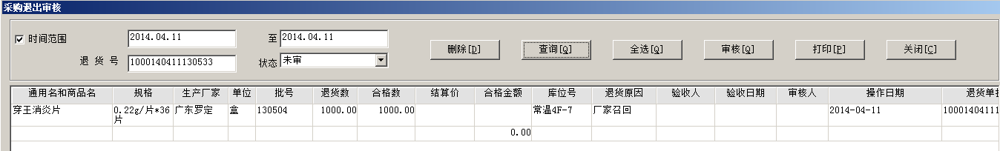 采购退出审核
时间范围 2014.04.11 至 2014.04.11
删除[D] 查询[Q] 全选[Q] 审核[Q] 打印[P] 关闭[C]
退 货 号 1000140411130533 状态 未审
通用名和商品名 规格 生产厂家 单位 批号 退货数 合格数 结算价 合格金额 库位号 退货原因 验收人 验收日期 审核人 操作日期 退货单
穿王消炎片 0.22g/片*36片 广东罗定 盒 130504 1000.00 1000.00 常温4F-7 厂家召回 2014-04-11 1000140411
0.00